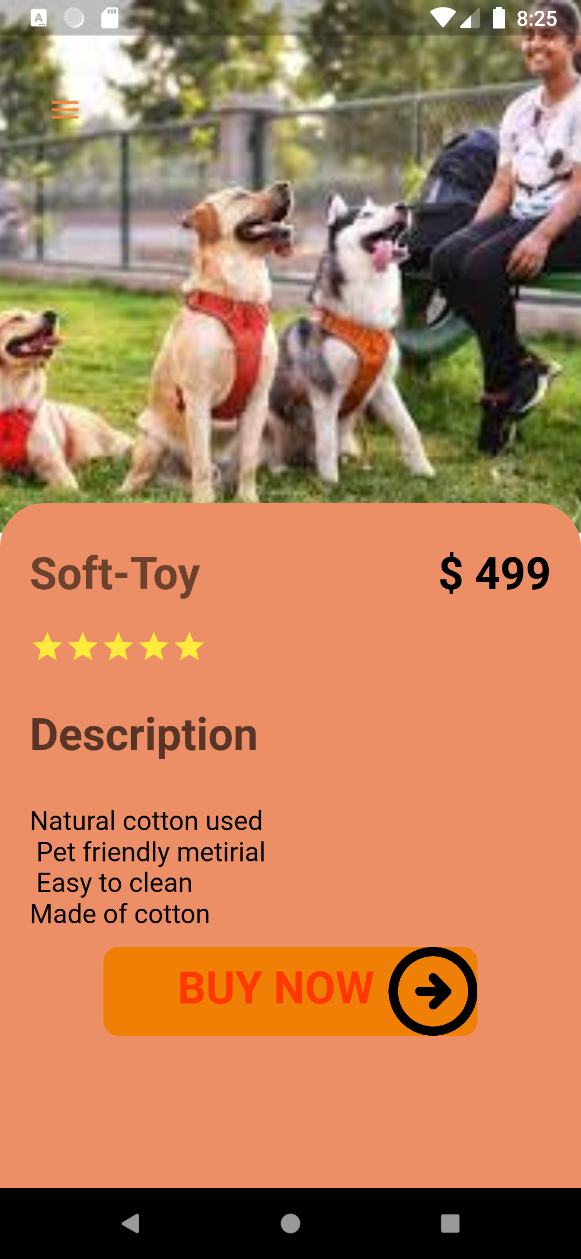 8:25
Soft-Toy
$ 499
Description
Natural cotton used
Pet friendly metirial
Easy to clean
Made of cotton
BUY NOW